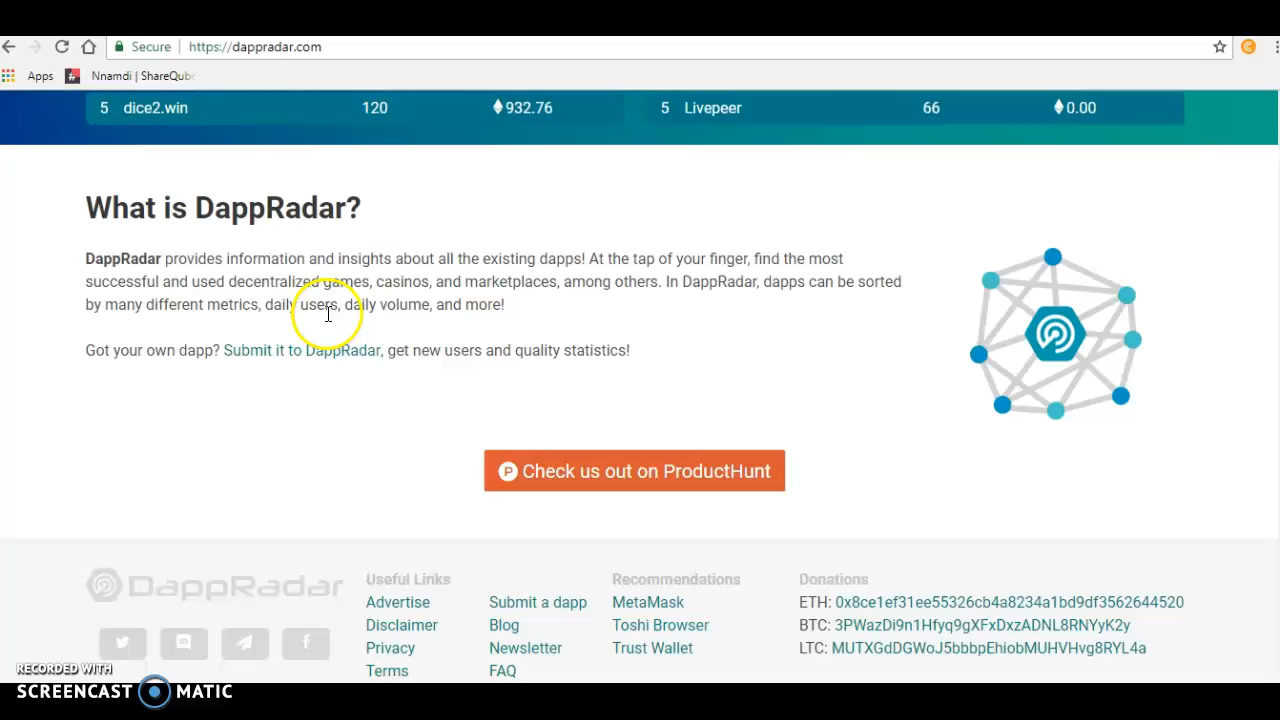 Secure https://dappradar.com
Apps Nnamdi | ShareQub
5 dice2.win 120 932.76 5 Livepeer 66 0.00
What is DappRadar?
DappRadar provides information and insights about all the existing dapps! At the tap of your finger, find the most
successful and used decentralized games, casinos, and marketplaces, among others. In DappRadar, dapps can be sorted
by many different metrics, daily users, daily volume, and more!
Got your own dapp? Submit it to DappRadar, get new users and quality statistics!
P Check us out on ProductHunt
DappRadar
Useful Links
Advertise Submit a dapp
Disclaimer Blog
Privacy Newsletter
Terms FAQ
Recommendations
MetaMask
Toshi Browser
Trust Wallet
Donations
ETH: 0x8ce1ef31ee55326cb4a8234a1bd9df3562644520
BTC: 3PWazDi9n1Hfyq9gXFxDxzADNL8RNYyK2y
LTC: MUTXGdDGWoJ5bbbpEhiobMUHVHvg8RYL4a
RECORDED WITH
SCREENCAST MATIC